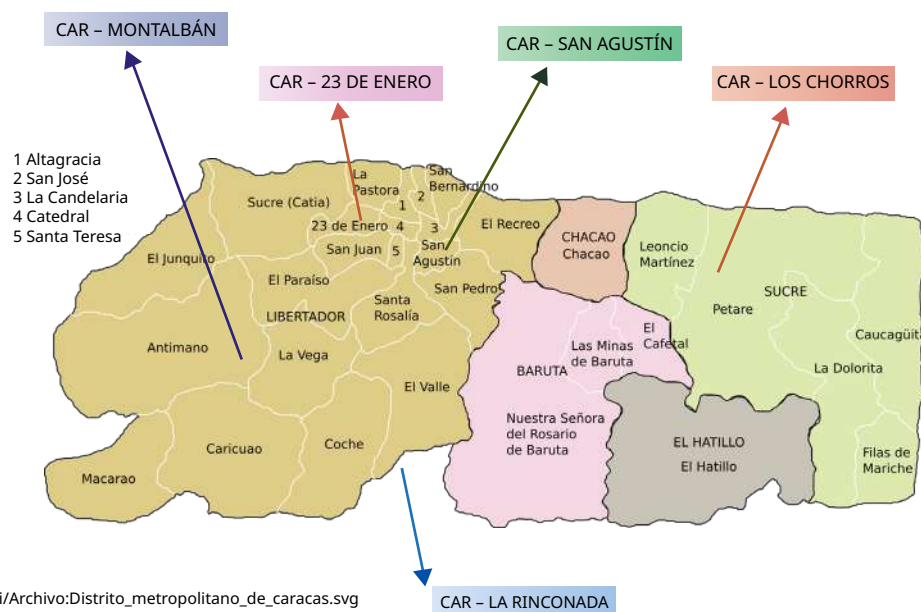 CAR – MONTALBÁN
CAR – SAN AGUSTÍN
CAR – 23 DE ENERO
CAR – LOS CHORROS
1 Altagracia
2 San José
3 La Candelaria
4 Catedral
5 Santa Teresa
La
Pastora
San
Bernardino
Sucre (Catia)
1
2
3
23 de Enero
4
El Recreo
San Juan
5
San
Agustín
El Junquito
El Paraíso
San Pedro
Santa
Rosalía
LIBERTADOR
Antimano
La Vega
El Valle
Caricuao
Coche
Macarao
CHACAO
Chacao
Leoncio
Martínez
SUCRE
Petare
Caucagüita
La Dolorita
Filas de
Mariche
El
Cafetal
Las Minas
de Baruta
BARUTA
Nuestra Señora
del Rosario
de Baruta
EL HATILLO
El Hatillo
i/Archivo:Distrito_metropolitano_de_caracas.svg
CAR – LA RINCONADA